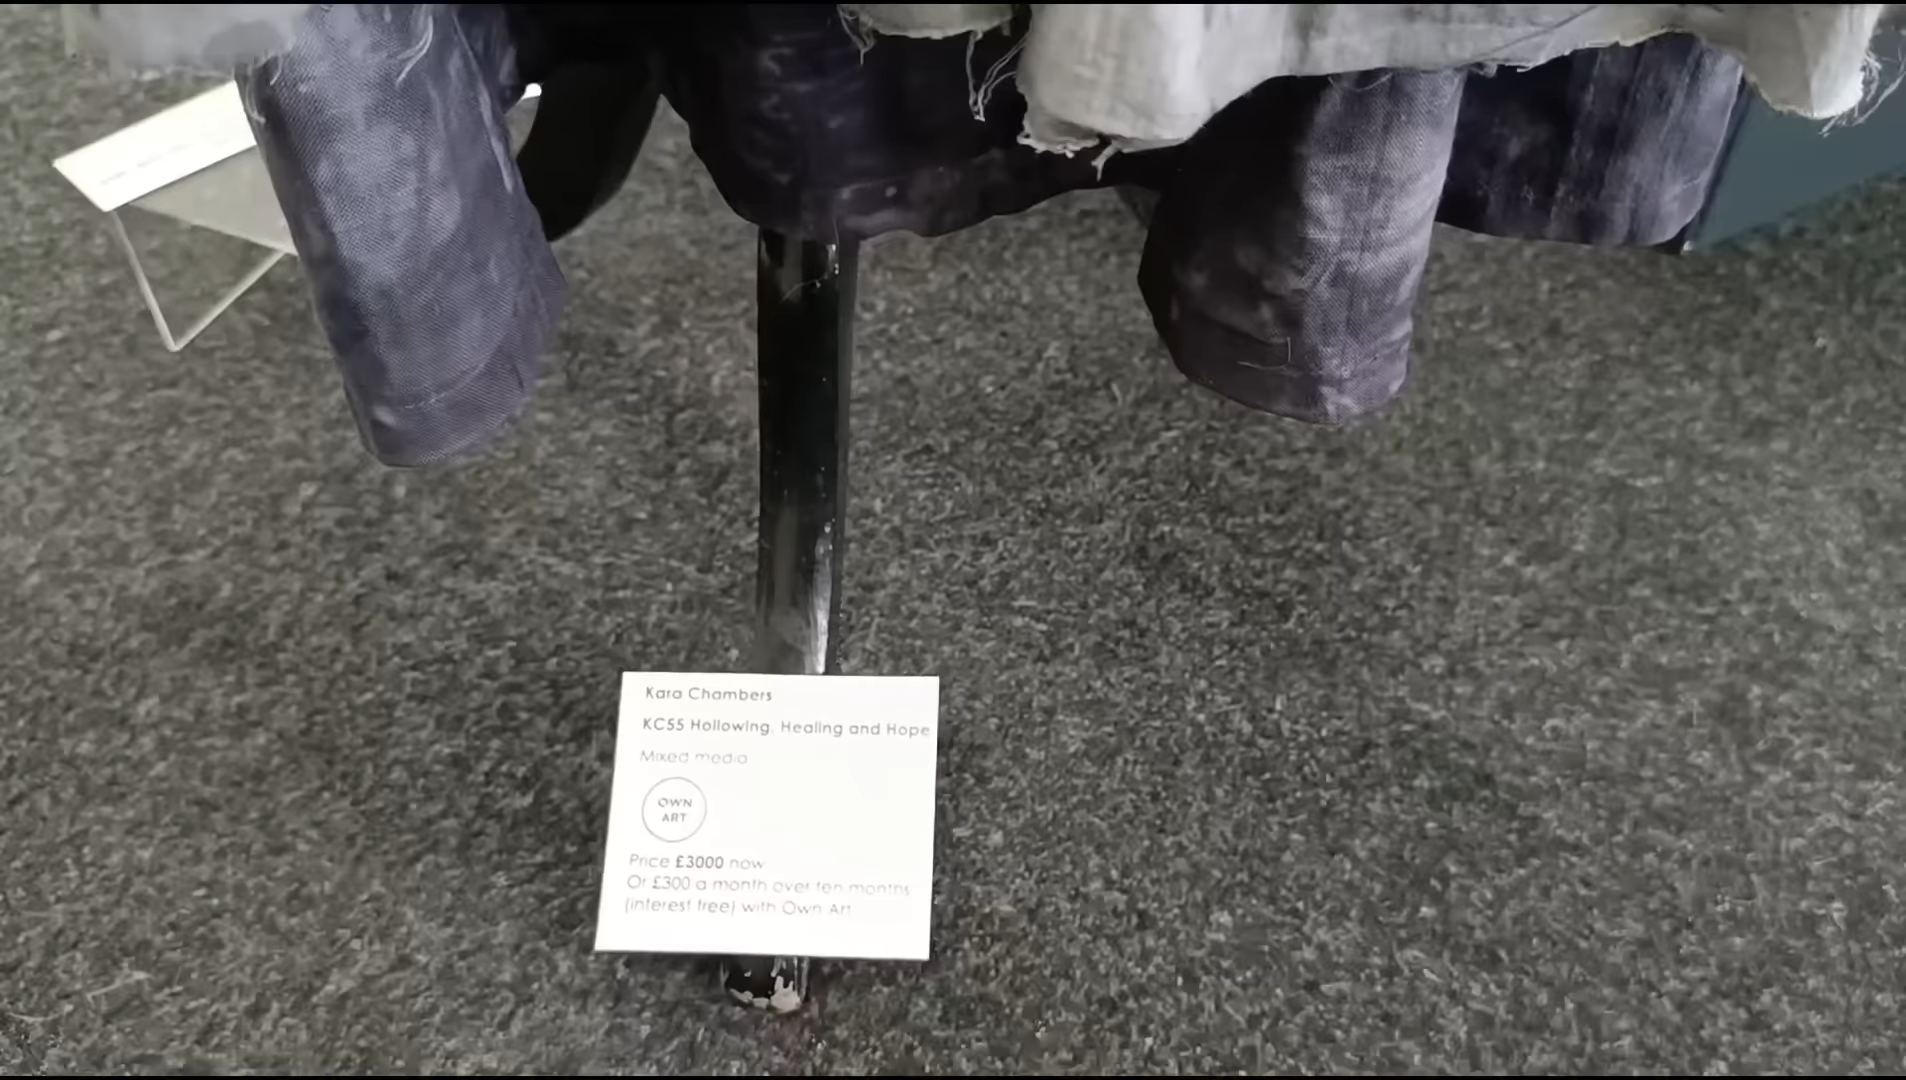 Kara Chambers
KC55 Hollowing, Healing and Hope
Mixed media
OWN
ART
Price £3000 now
Or £300 a month over ten months
(interest free) with Own Art